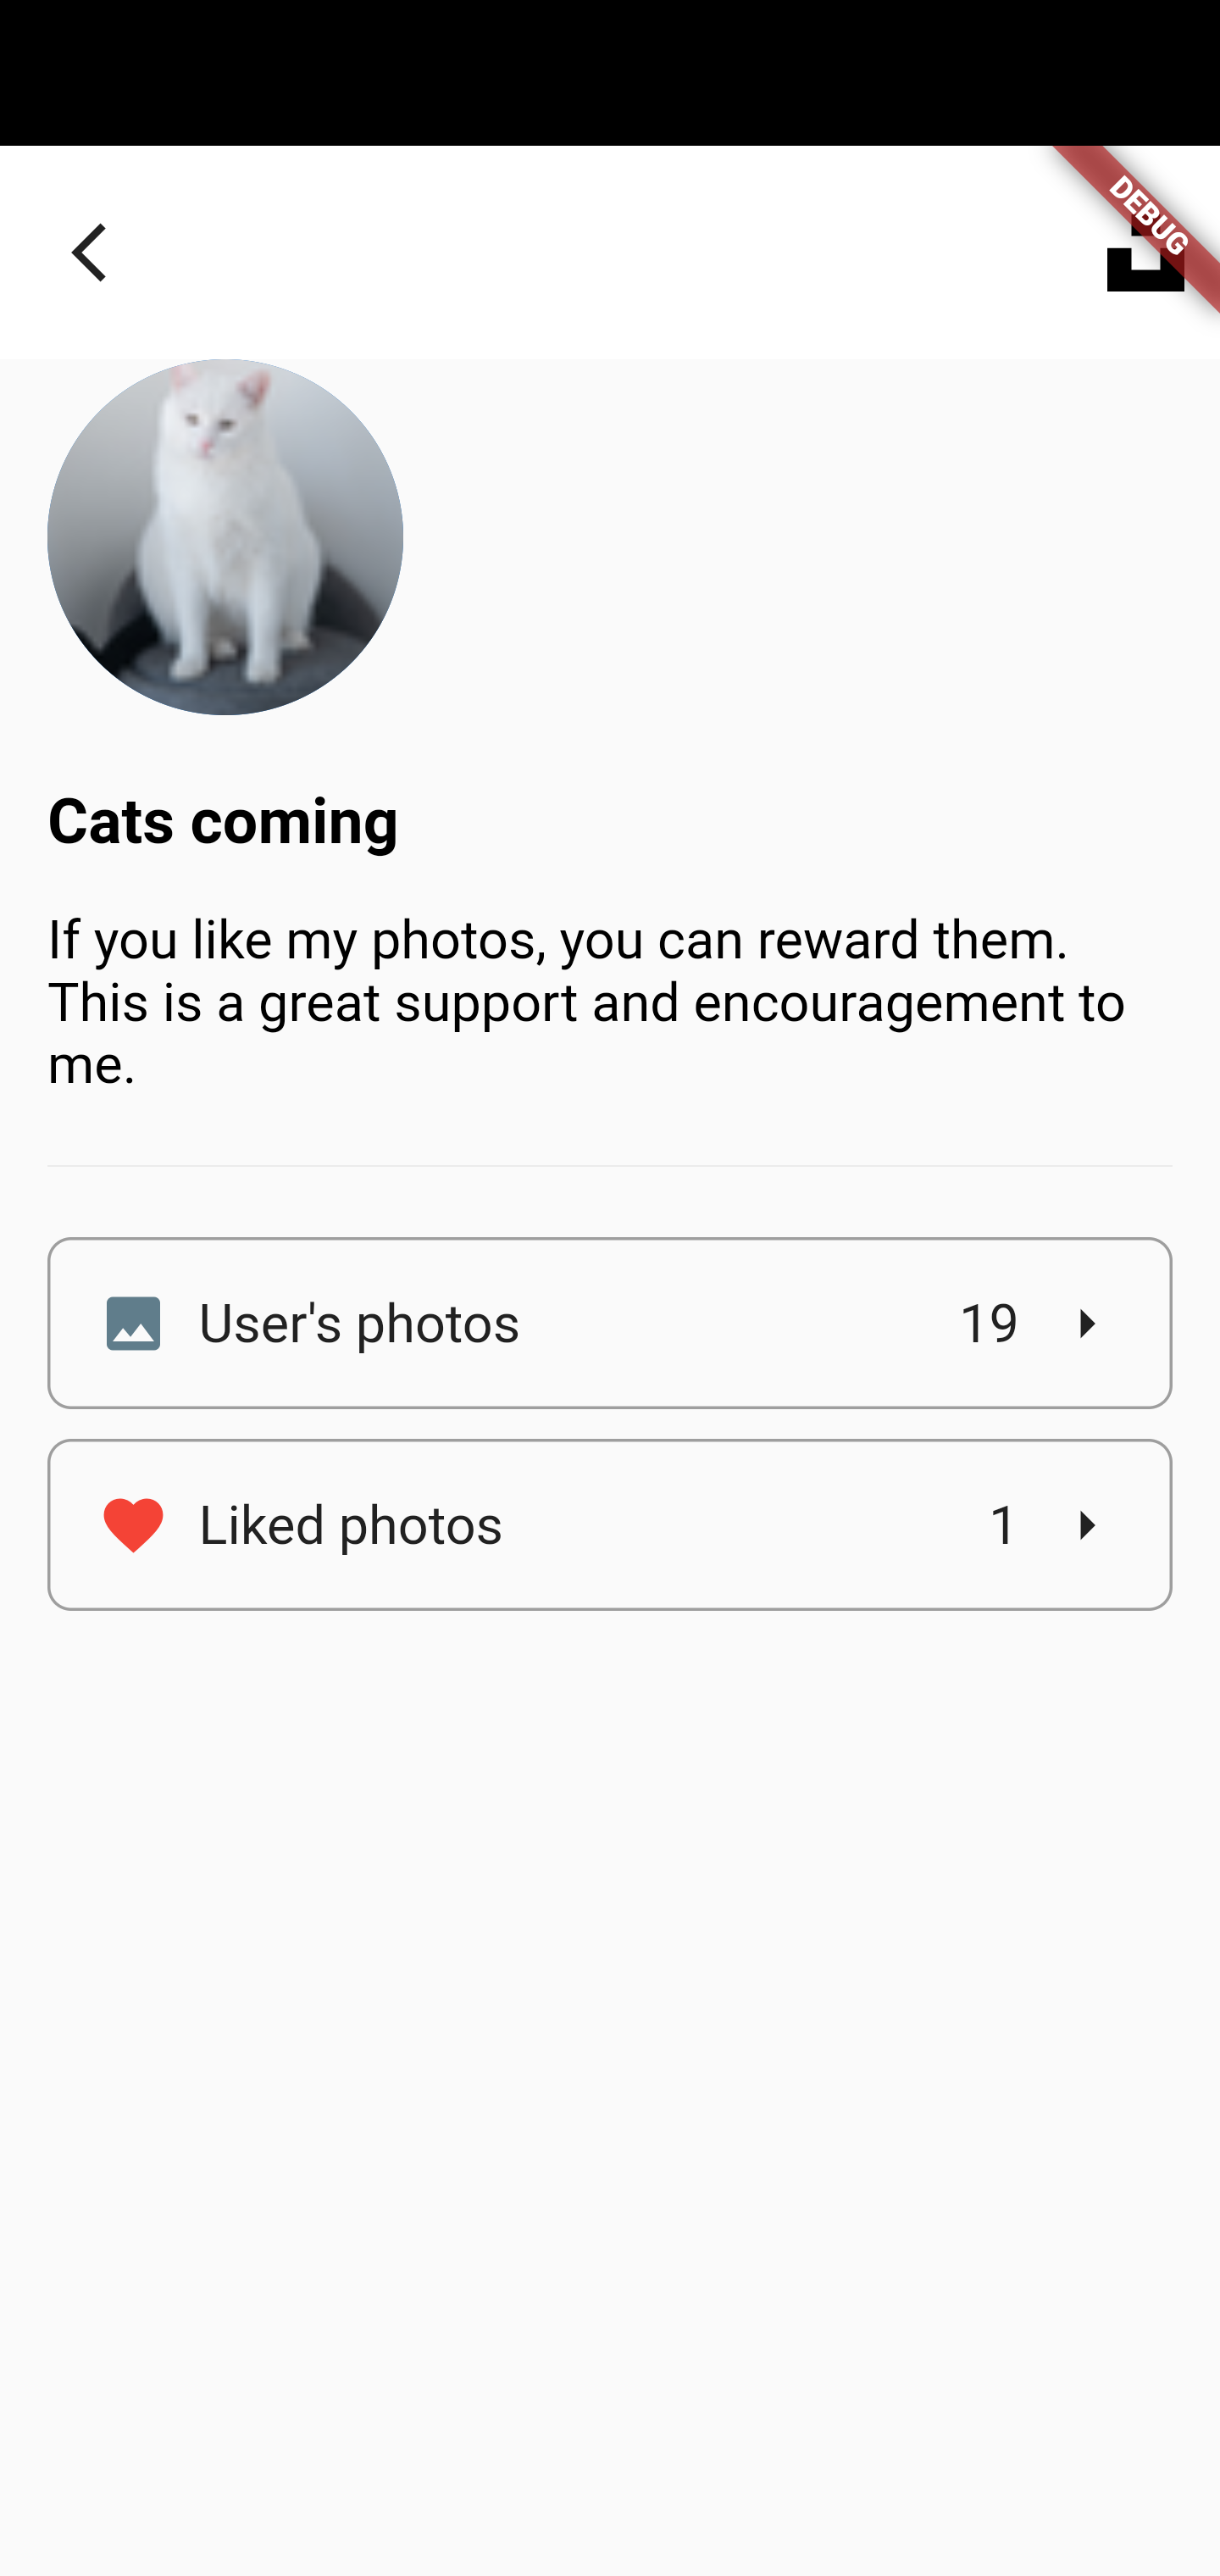 DEBUG
Cats coming
If you like my photos, you can reward them.
This is a great support and encouragement to
me.
User's photos 19
Liked photos 1